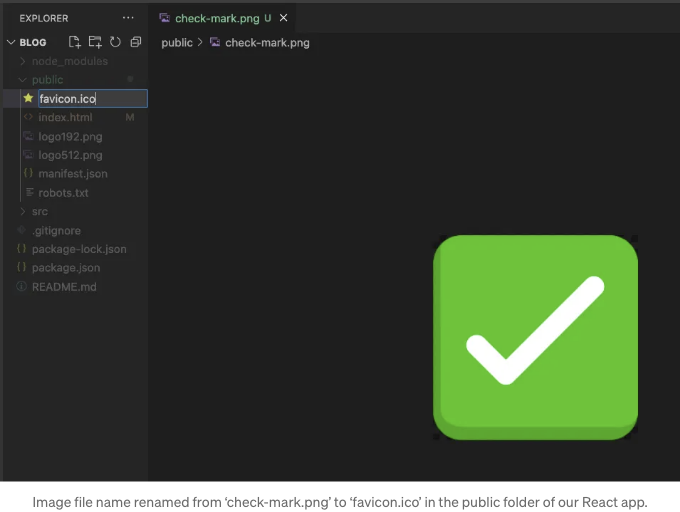 EXPLORER
check-mark.png U
BLOG
public > check-mark.png
node_modules
public
favicon.ico
index.html M
logo192.png
logo512.png
manifest.json
robots.txt
src
.gitignore
package-lock.json
package.json
README.md
Image file name renamed from ‘check-mark.png’ to ‘favicon.ico’ in the public folder of our React app.